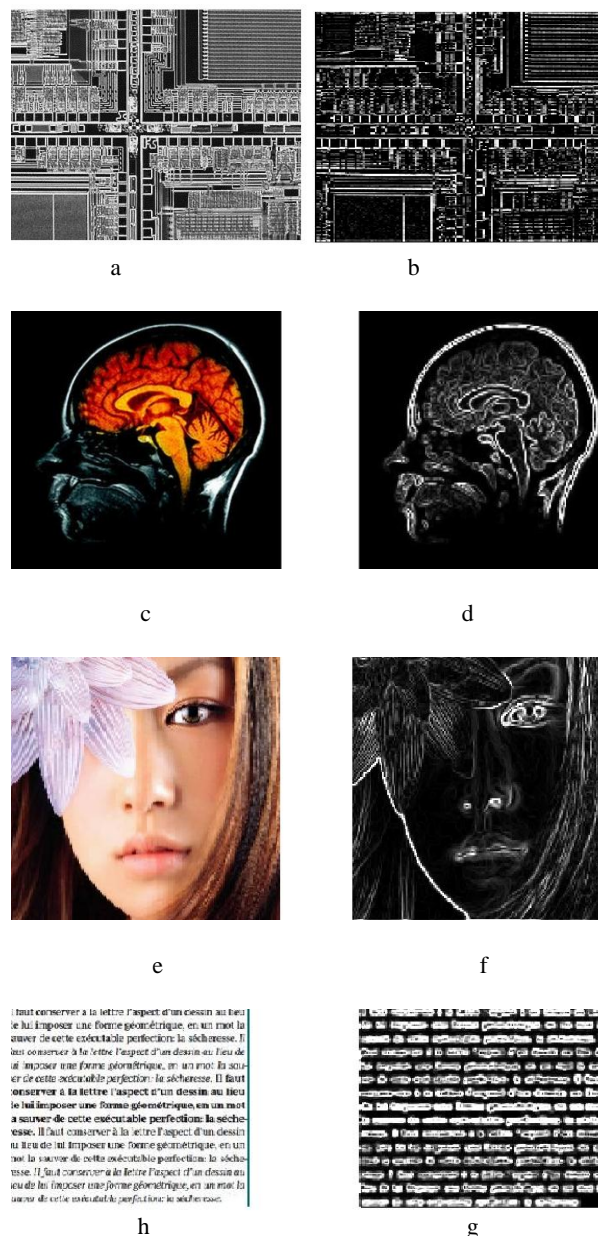 a b
c d
e f
l faut conserver à la lettre l'aspect d'un dessin au lieu
de lui imposer une forme géométrique, en un mot la
sauver de cette exécutable perfection: la sécheresse. Il
faut conserver à la lettre l'aspect d'un dessin au lieu de
lui imposer une forme géométrique, en un mot la sau-
ver de cette exécutable perfection: la sécheresse. Il faut
conserver à la lettre l'aspect d'un dessin au lieu
de lui imposer une forme géométrique, en un mot
la sauver de cette exécutable perfection: la séche-
resse. Il faut conserver à la lettre l'aspect d'un dessin
au lieu de lui imposer une forme géométrique, en un
mot la sauver de cette exécutable perfection: la séche-
resse. Il faut conserver à la lettre l'aspect d'un dessin au
lieu de lui imposer une forme géométrique, en un mot la
sauver de cette exécutable perfection: la sécheresse.
h g